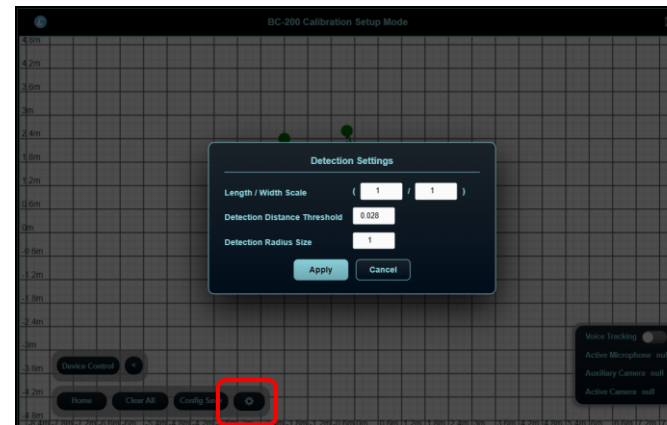 BC-200 Calibration Setup Mode
4.8m
4.2m
3.6m
3m
2.4m
1.8m
1.2m
0.6m
0m
-0.6m
-1.2m
-1.8m
-2.4m
-3m
-3.6m
-4.2m
-4.8m
Detection Settings
Length / Width Scale ( 1 / 1 )
Detection Distance Threshold 0.028
Detection Radius Size 1
Apply Cancel
Voice Tracking
Active Microphone nul
Auxiliary Camera null
Active Camera null
Device Control <
Home Clear All Config Save